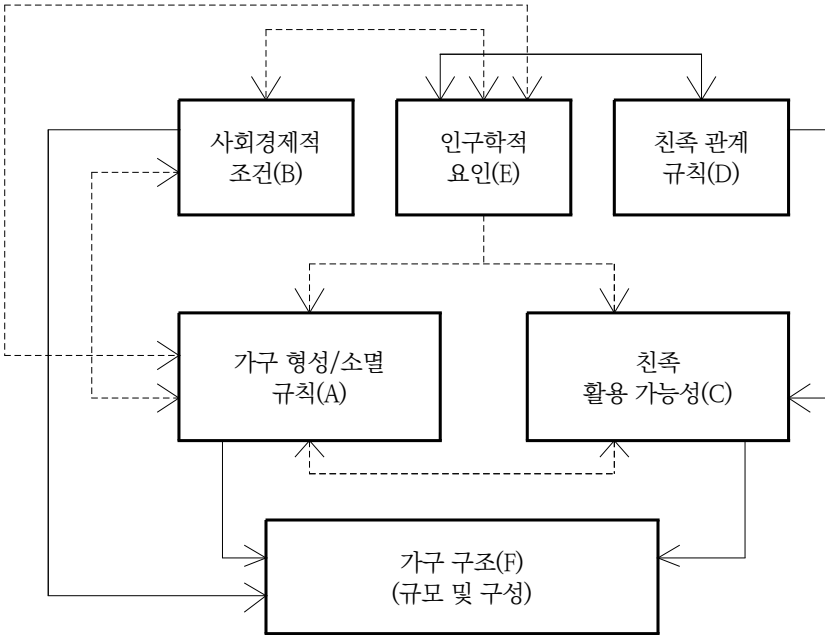 사회경제적
조건(B)
인구학적
요인(E)
친족 관계
규칙(D)
가구 형성/소멸
규칙(A)
친족
활용 가능성(C)
가구 구조(F)
(규모 및 구성)